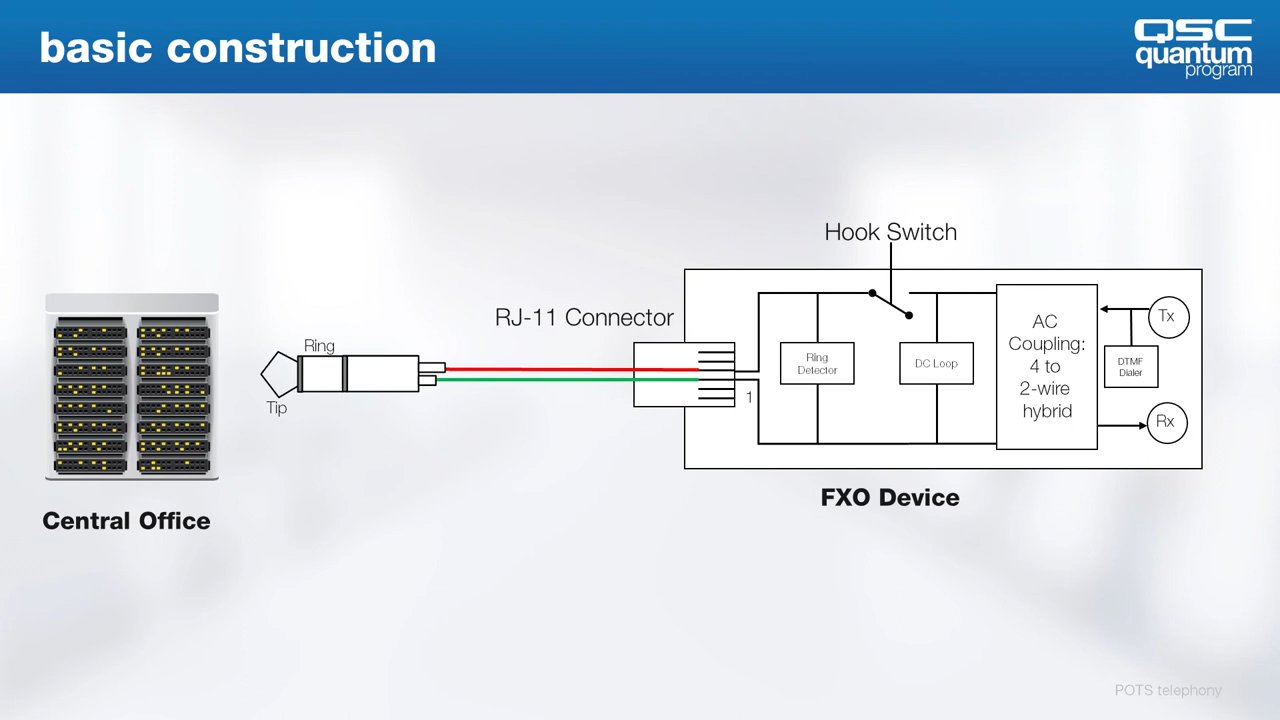 basic construction
QSC
quantum
program
Hook Switch
RJ-11 Connector
Ring
Tip
1
Ring
Detector
DC Loop
AC
Coupling:
4 to
2-wire
hybrid
Tx
DTMF
Dialer
Rx
Central Office
FXO Device
POTS telephony